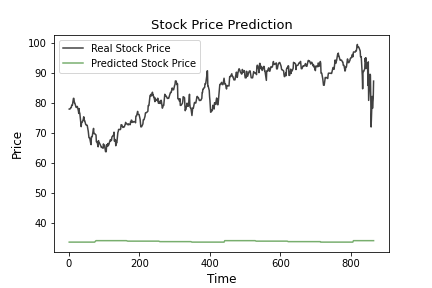 Stock Price Prediction
Real Stock Price
Predicted Stock Price
100
90
80
70
60
50
40
Price
0 200 400 600 800
Time